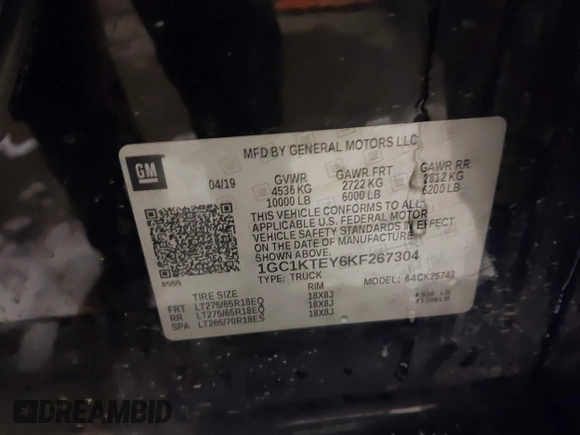 MFD BY GENERAL MOTORS LLC
GM
04/19
GVWR GAWR FRT GAWR RR
4536 KG 2722 KG 2812 KG
10000 LB 6000 LB 6200 LB
THIS VEHICLE CONFORMS TO ALL
APPLICABLE U.S. FEDERAL MOTOR
VEHICLE SAFETY STANDARDS IN EFFECT
ON THE DATE OF MANUFACTURE
SHOWN ABOVE.
1GC1KTEY6KF267304
TYPE: TRUCK MODEL: 64CK25743
TIRE SIZE RIM
FRT LT275/65R18EQ 18X8J
RR LT275/65R18EQ 18X8J
SPA LT265/70R18ES 18X8J
DREAMBID